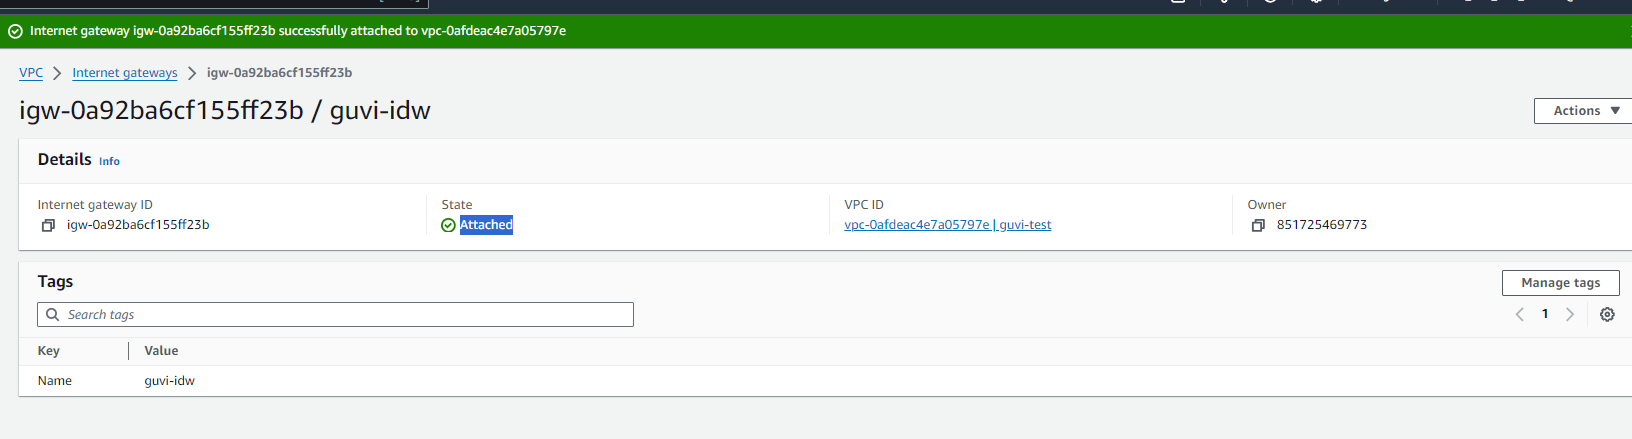 Internet gateway igw-0a92ba6cf155ff23b successfully attached to vpc-0afdeac4e7a05797e
VPC > Internet gateways > igw-0a92ba6cf155ff23b
igw-0a92ba6cf155ff23b / guvi-idw
Actions
Details Info
Internet gateway ID
igw-0a92ba6cf155ff23b
State
Attached
VPC ID
vpc-0afdeac4e7a05797e | guvi-test
Owner
851725469773
Tags
Manage tags
Search tags
1
Key Value
Name guvi-idw